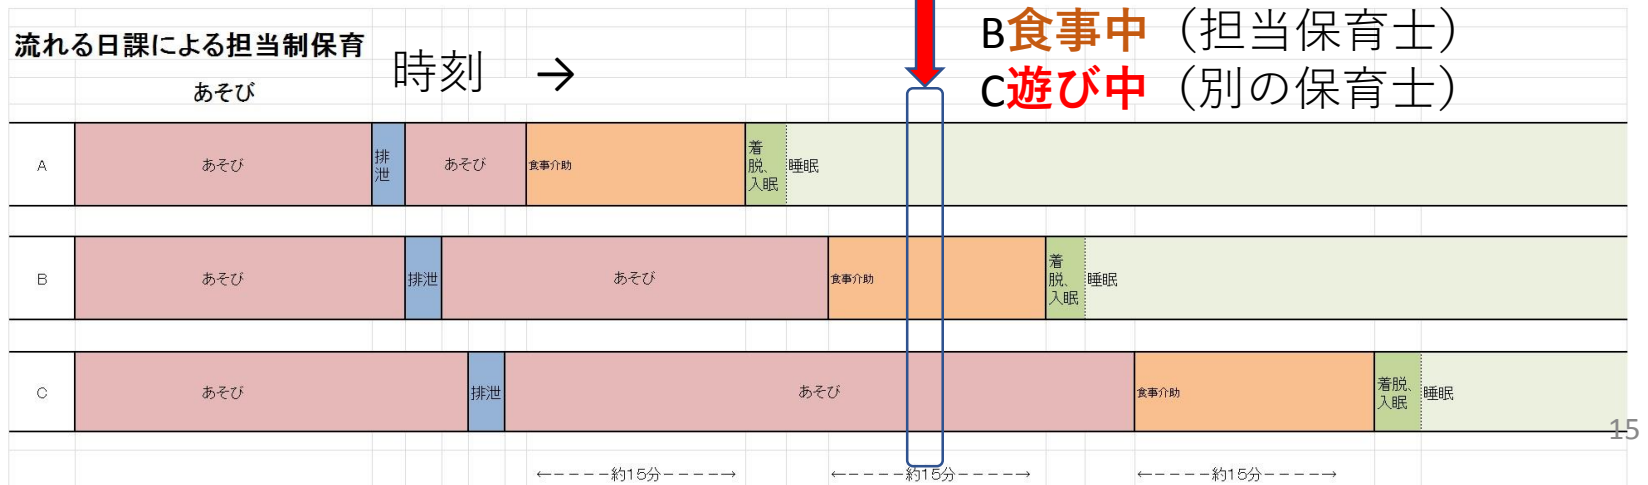 B食事中（担当保育士）
流れる日課による担当制保育
時刻 →
C遊び中（別の保育士）
あそび
A
あそび
排泄
あそび
食事介助
着脱、入眠
睡眠
B
あそび
排泄
あそび
食事介助
着脱、入眠
睡眠
C
あそび
排泄
あそび
食事介助
着脱、入眠
睡眠
15
←-----約15分-----→
←-----約15分-----→
←-----約15分-----→